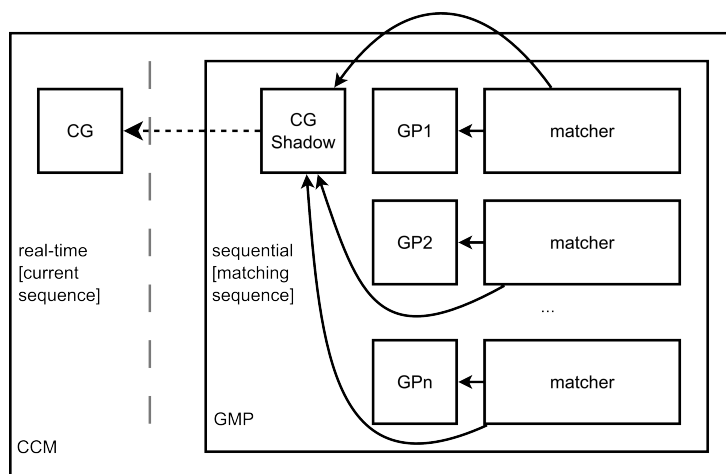 CG
CG
Shadow
GP1
matcher
GP2
matcher
real-time
[current
sequence]
sequential
[matching
sequence]
...
GPn
matcher
GMP
CCM